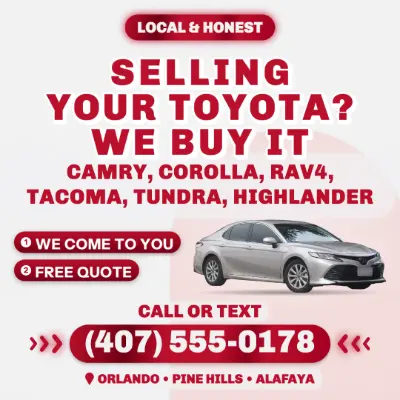 LOCAL & HONEST
SELLING
YOUR TOYOTA?
WE BUY IT
CAMRY, COROLLA, RAV4,
TACOMA, TUNDRA, HIGHLANDER
1 WE COME TO YOU
2 FREE QUOTE
CALL OR TEXT
››› (407) 555-0178 ‹‹‹
ORLANDO • PINE HILLS • ALAFAYA